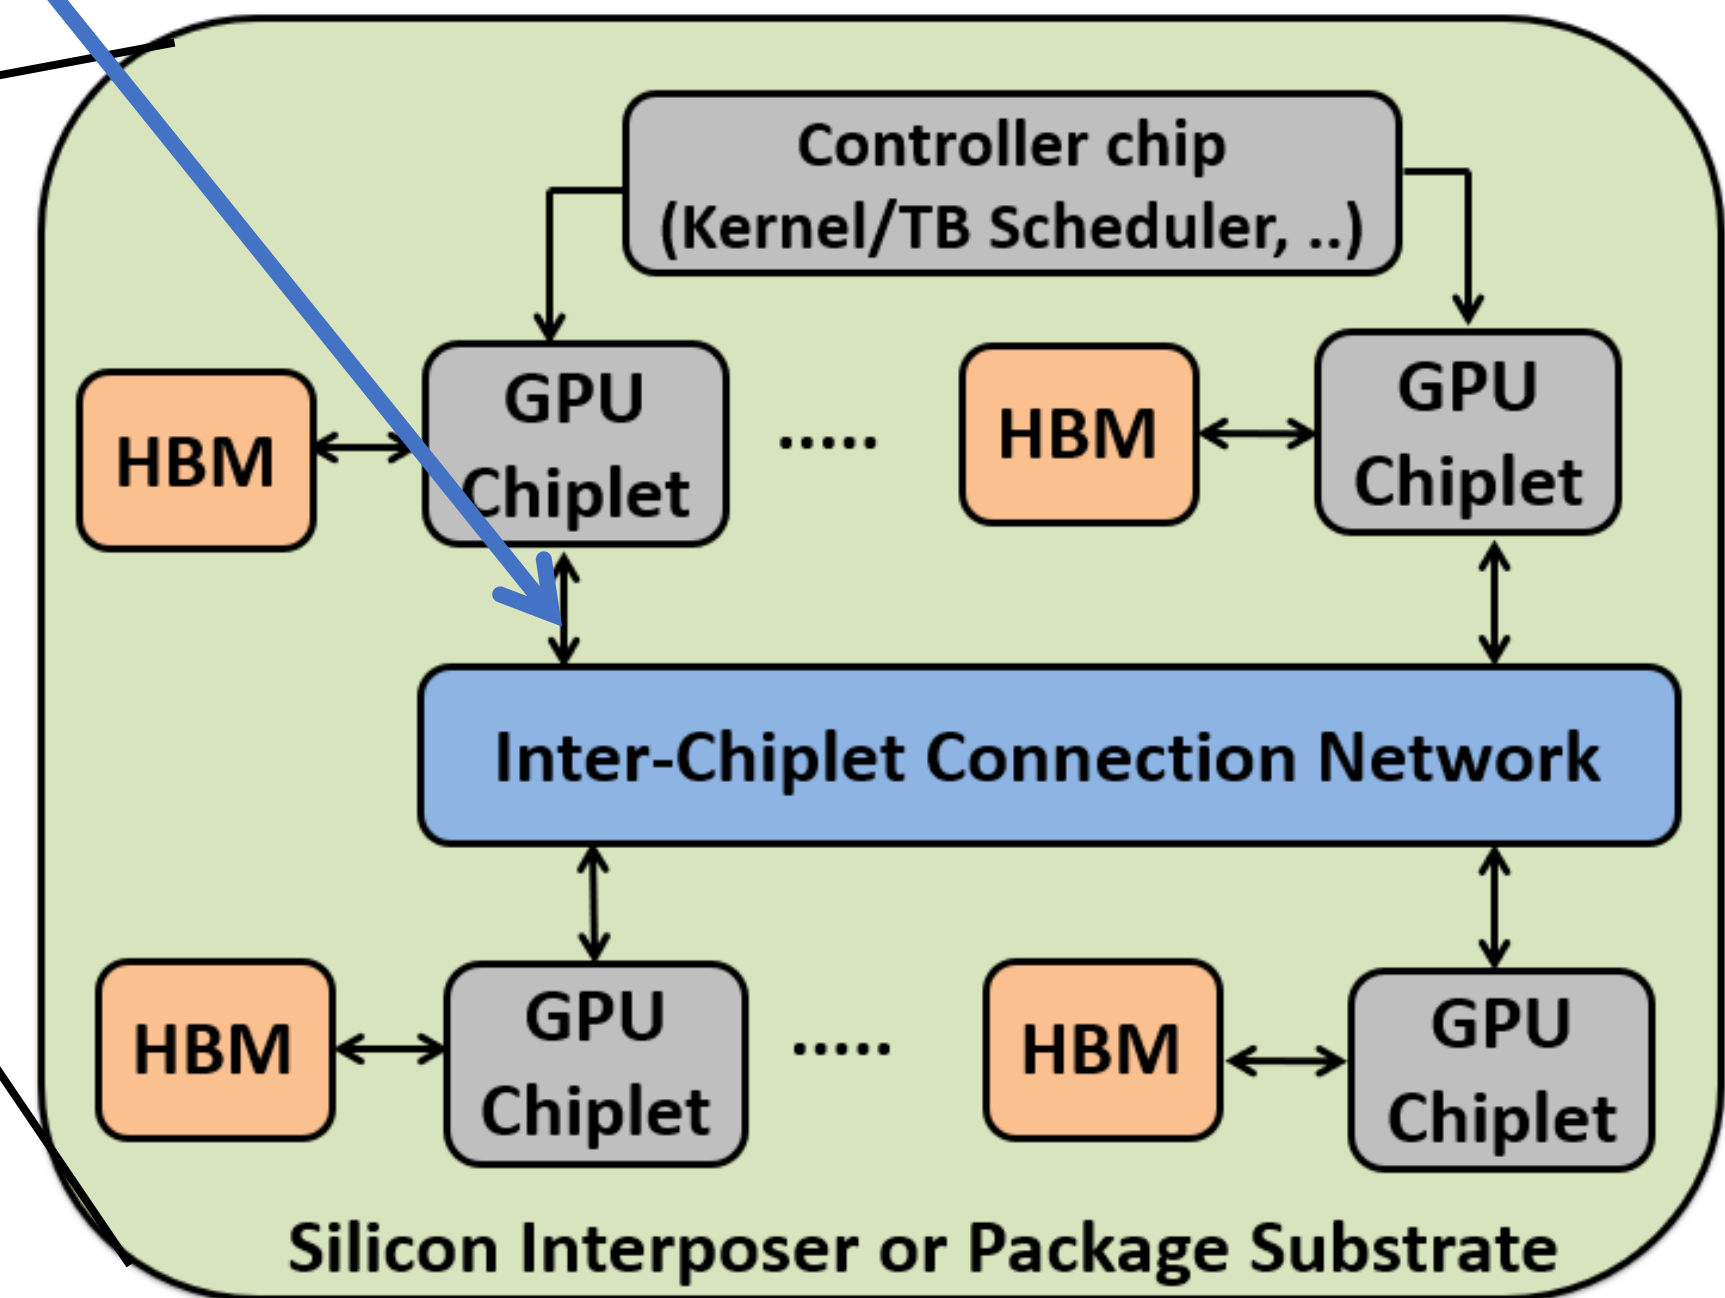 Controller chip
(Kernel/TB Scheduler, ..)
HBM
GPU
Chiplet
.....
HBM
GPU
Chiplet
Inter-Chiplet Connection Network
HBM
GPU
Chiplet
.....
HBM
GPU
Chiplet
Silicon Interposer or Package Substrate